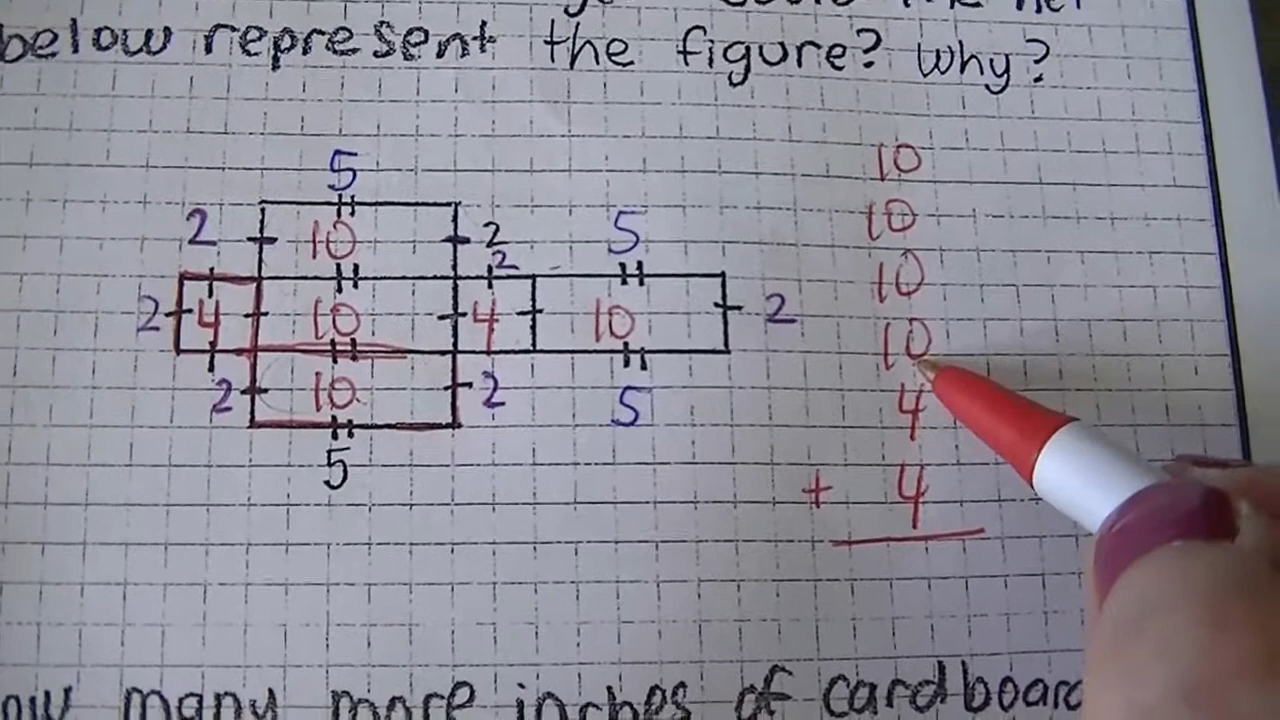 below represent the figure? Why?
5
2 10 2 5
2
2 4 10 4 10 2
2 10 2 5
5
10
10
10
10
4
+ 4
many more inches of cardboard